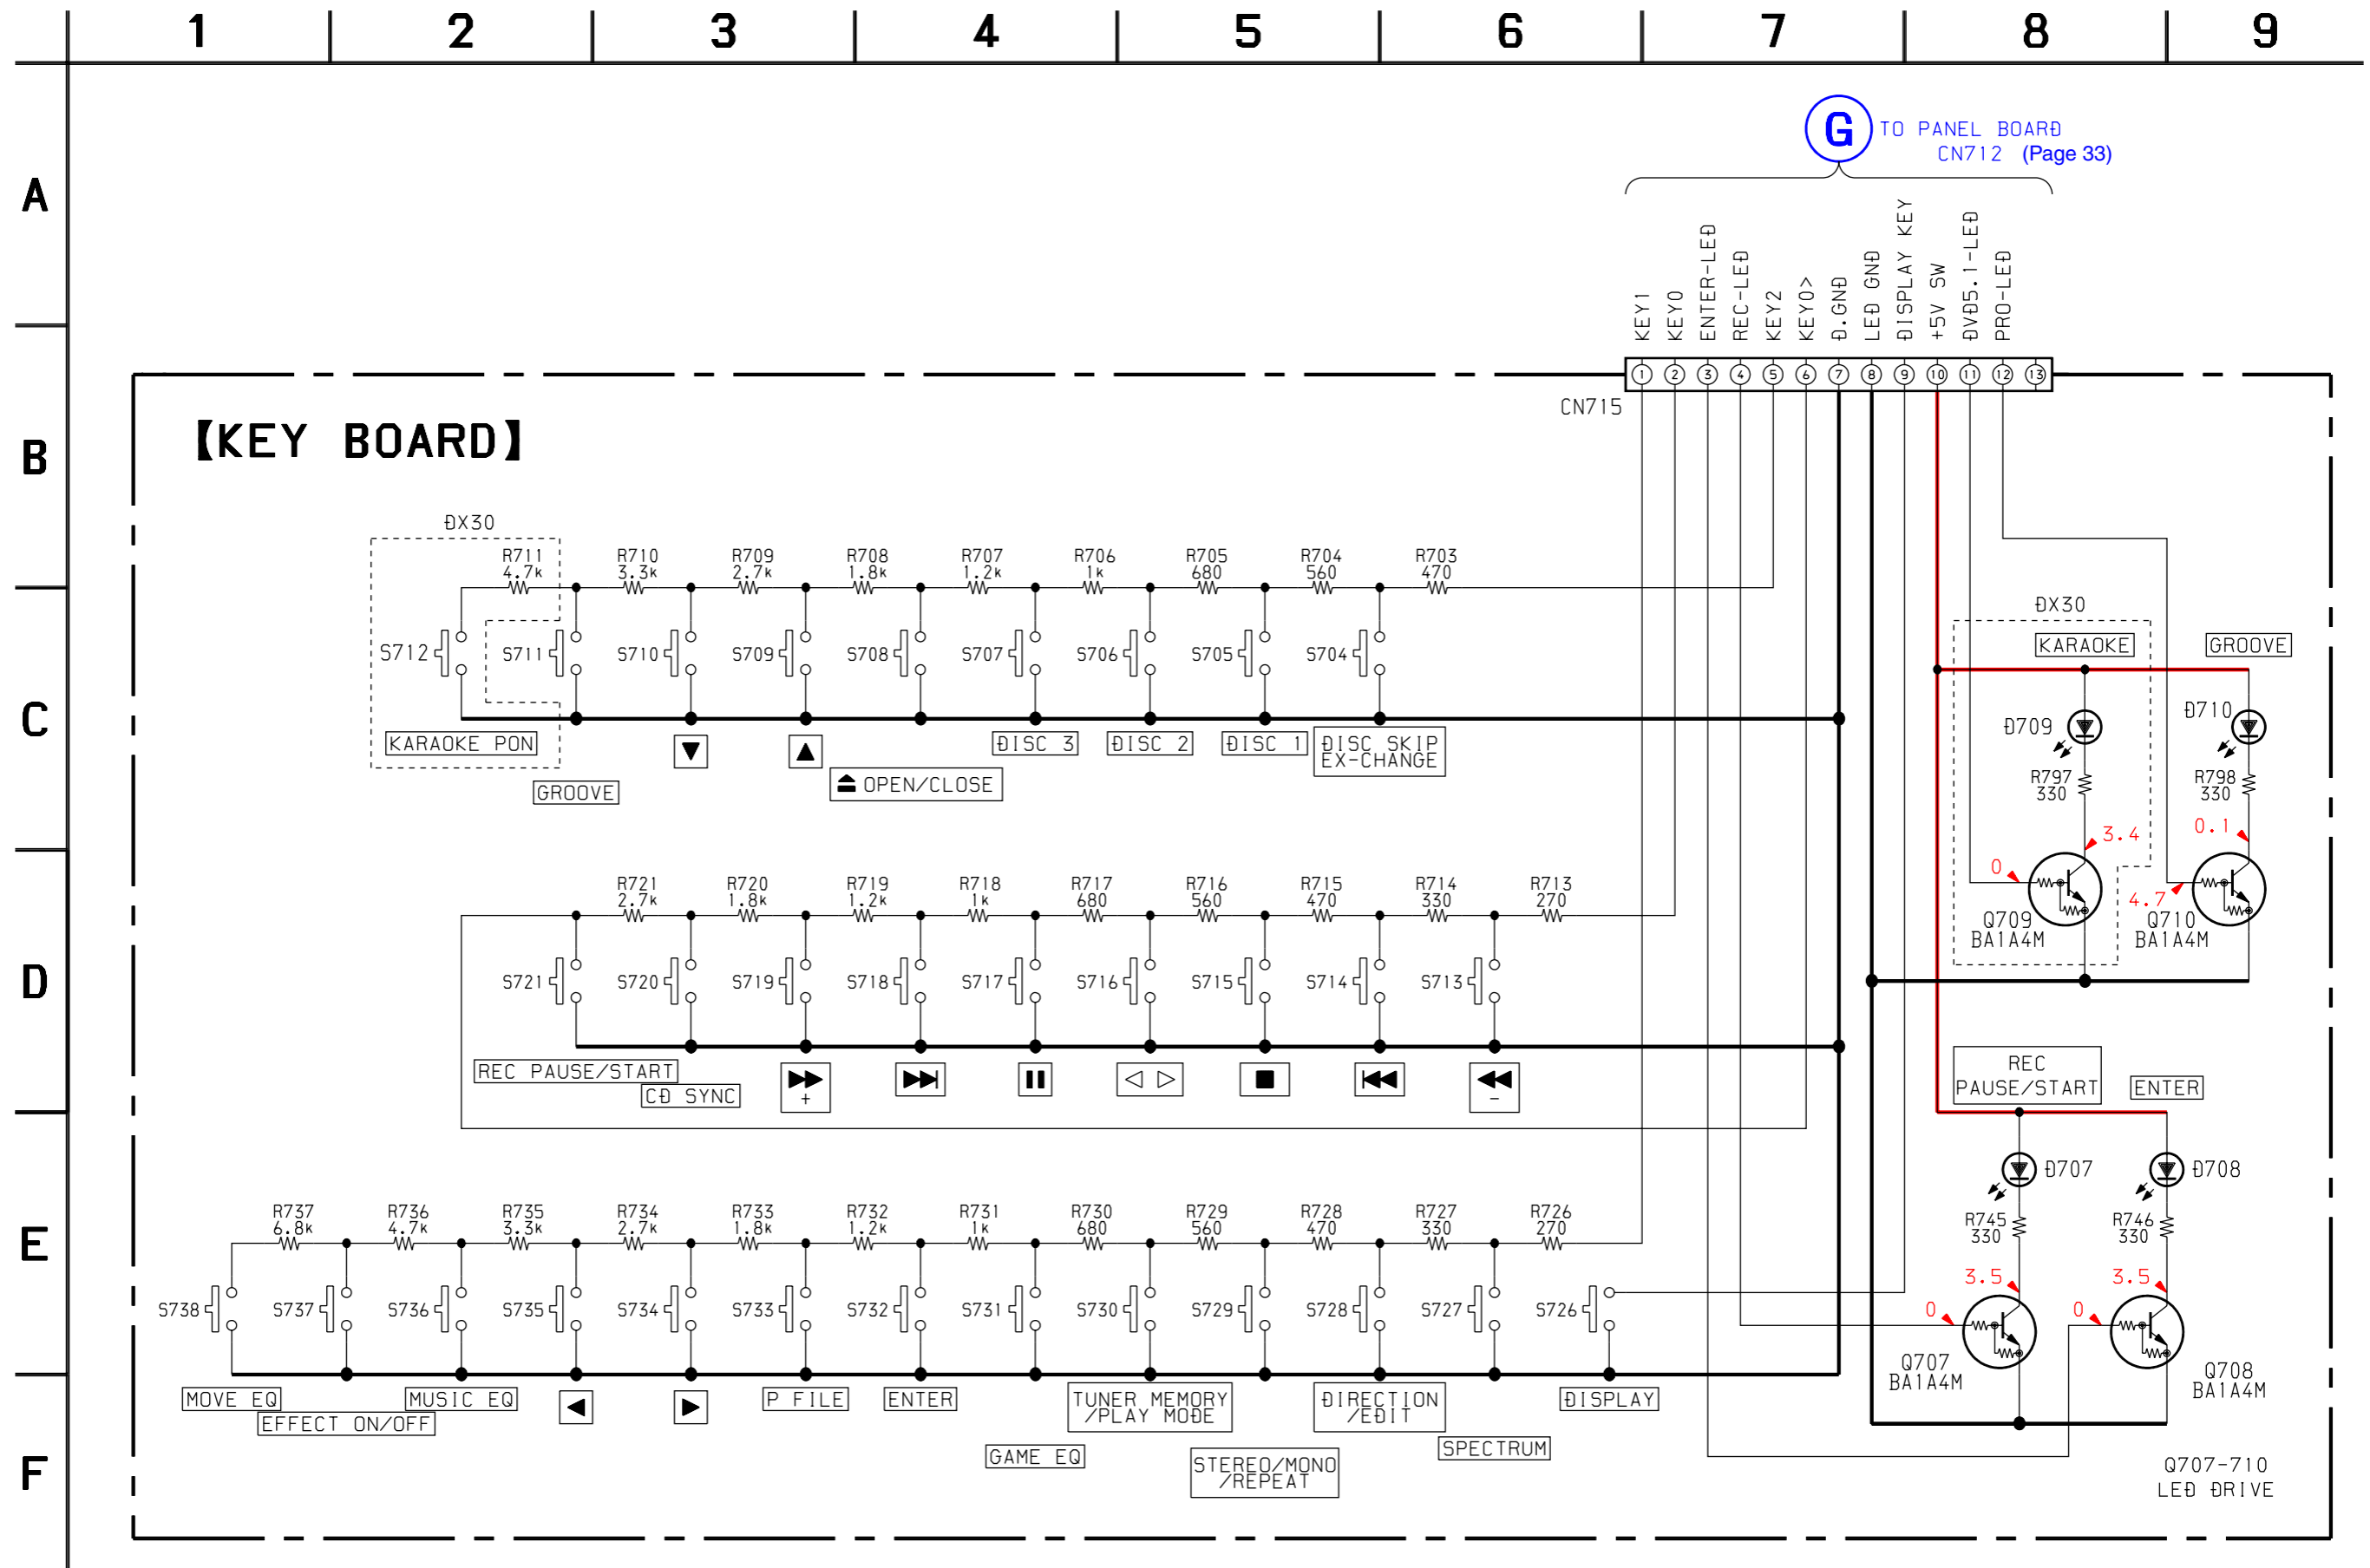 1 2 3 4 5 6 7 8 9
A
B
C
D
E
F
G
TO PANEL BOARD
CN712 (Page 33)
KEY1
KEY0
ENTER-LED
REC-LED
KEY2
KEY0>
D.GND
LED GND
DISPLAY KEY
+5V SW
DVD5.1-LED
PRO-LED
1 2 3 4 5 6 7 8 9 10 11 12 13
CN715
【KEY BOARD】
DX30
R711 R710 R709 R708 R707 R706 R705 R704 R703
4.7k 3.3k 2.7k 1.8k 1.2k 1k 680 560 470
S712 S711 S710 S709 S708 S707 S706 S705 S704
KARAOKE PON
GROOVE
▼
▲
⏏ OPEN/CLOSE
DISC 3
DISC 2
DISC 1
DISC SKIP
EX-CHANGE
DX30
KARAOKE
GROOVE
D709
D710
R797
330
R798
330
3.4
0.1
0
4.7
Q709
BA1A4M
Q710
BA1A4M
R721 R720 R719 R718 R717 R716 R715 R714 R713
2.7k 1.8k 1.2k 1k 680 560 470 330 270
S721 S720 S719 S718 S717 S716 S715 S714 S713
REC PAUSE/START
CD SYNC
▶▶
+
▶▶|
❚❚
◁ ▷
■
|◀◀
◀◀
−
REC
PAUSE/START
ENTER
D707
D708
R745
330
R746
330
3.5
3.5
0
0
Q707
BA1A4M
Q708
BA1A4M
R737 R736 R735 R734 R733 R732 R731 R730 R729 R728 R727 R726
6.8k 4.7k 3.3k 2.7k 1.8k 1.2k 1k 680 560 470 330 270
S738 S737 S736 S735 S734 S733 S732 S731 S730 S729 S728 S727 S726
MOVE EQ
EFFECT ON/OFF
MUSIC EQ
◀
▶
P FILE
ENTER
GAME EQ
TUNER MEMORY
/PLAY MODE
STEREO/MONO
/REPEAT
DIRECTION
/EDIT
SPECTRUM
DISPLAY
Q707-710
LED DRIVE